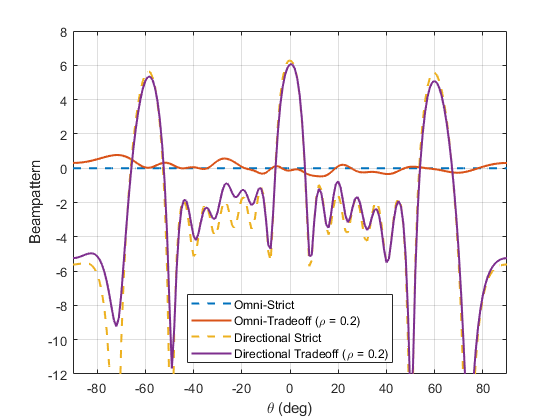 8
6
4
2
0
-2
-4
-6
-8
-10
-12
Beampattern
Omni-Strict
Omni-Tradeoff (ρ = 0.2)
Directional Strict
Directional Tradeoff (ρ = 0.2)
-80 -60 -40 -20 0 20 40 60 80
θ (deg)